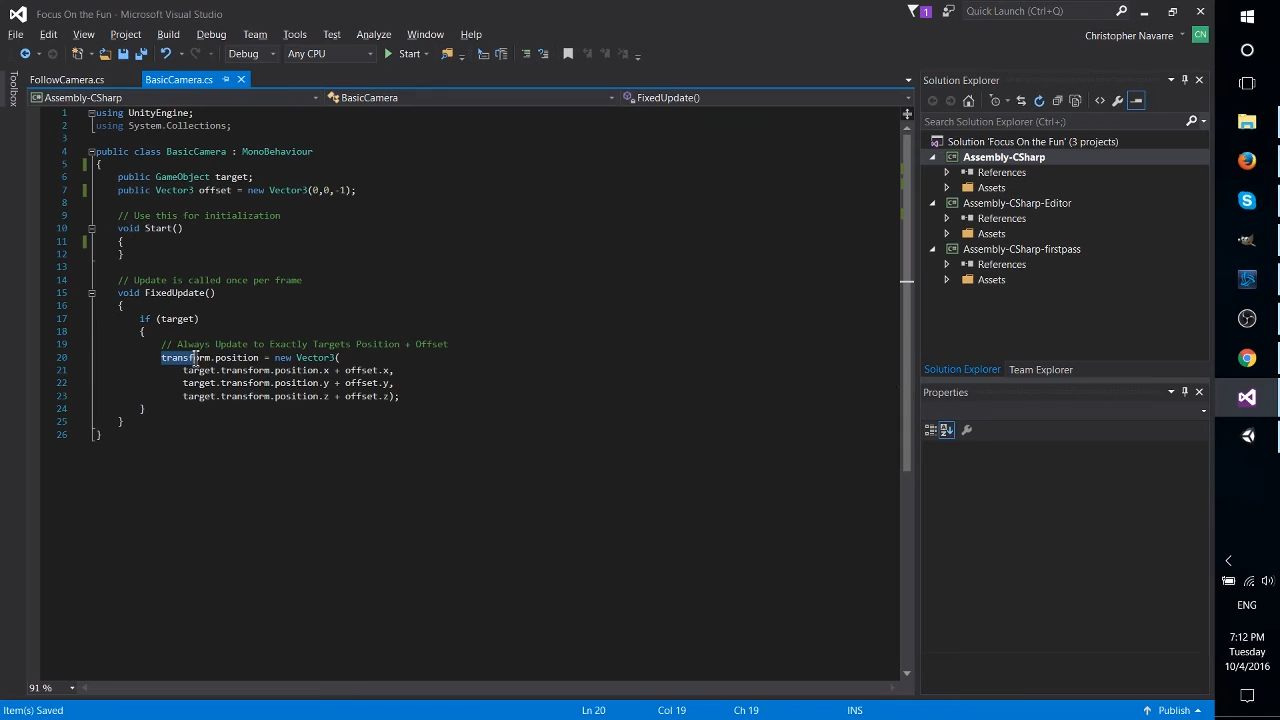 Focus On the Fun - Microsoft Visual Studio
1
Quick Launch (Ctrl+Q)
File Edit View Project Build Debug Team Tools Test Analyze Window Help
Christopher Navarre CN
Debug Any CPU Start
Toolbox
FollowCamera.cs BasicCamera.cs
Assembly-CSharp BasicCamera FixedUpdate()
1 using UnityEngine;
2 using System.Collections;
3
4 public class BasicCamera : MonoBehaviour
5 {
6 public GameObject target;
7 public Vector3 offset = new Vector3(0,0,-1);
8
9 // Use this for initialization
10 void Start()
11 {
12 }
13
14 // Update is called once per frame
15 void FixedUpdate()
16 {
17 if (target)
18 {
19 // Always Update to Exactly Targets Position + Offset
20 transform.position = new Vector3(
21 target.transform.position.x + offset.x,
22 target.transform.position.y + offset.y,
23 target.transform.position.z + offset.z);
24 }
25 }
26 }
91 %
Solution Explorer
Search Solution Explorer (Ctrl+;)
Solution 'Focus On the Fun' (3 projects)
Assembly-CSharp
References
Assets
Assembly-CSharp-Editor
References
Assets
Assembly-CSharp-firstpass
References
Assets
Solution Explorer Team Explorer
Properties
Item(s) Saved Ln 20 Col 19 Ch 19 INS Publish
ENG
7:12 PM
Tuesday
10/4/2016